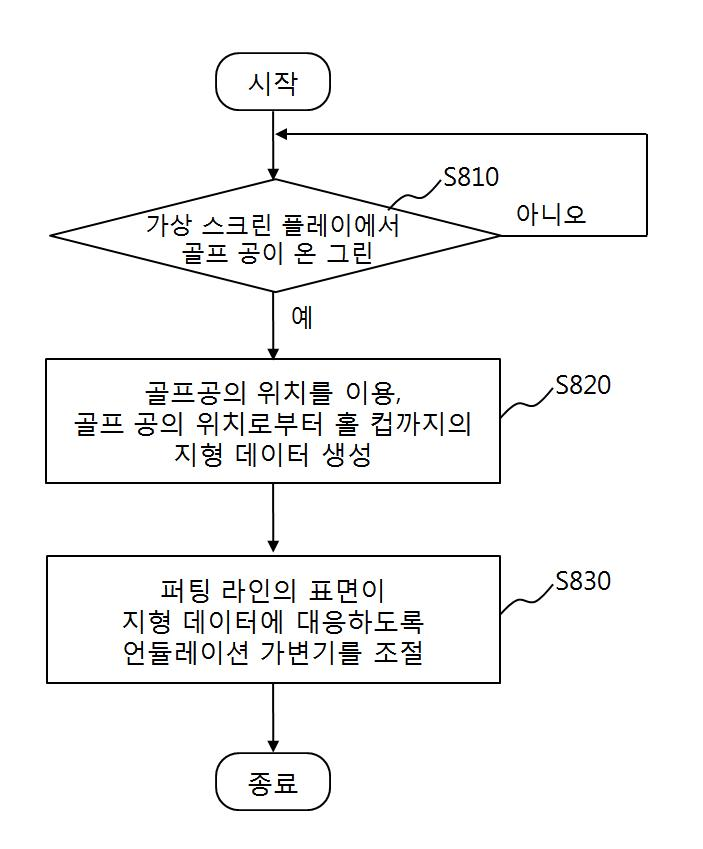 시작
S810
가상 스크린 플레이에서
골프 공이 온 그린
아니오
예
골프공의 위치를 이용,
골프 공의 위치로부터 홀 컵까지의
지형 데이터 생성
S820
퍼팅 라인의 표면이
지형 데이터에 대응하도록
언듈레이션 가변기를 조절
S830
종료